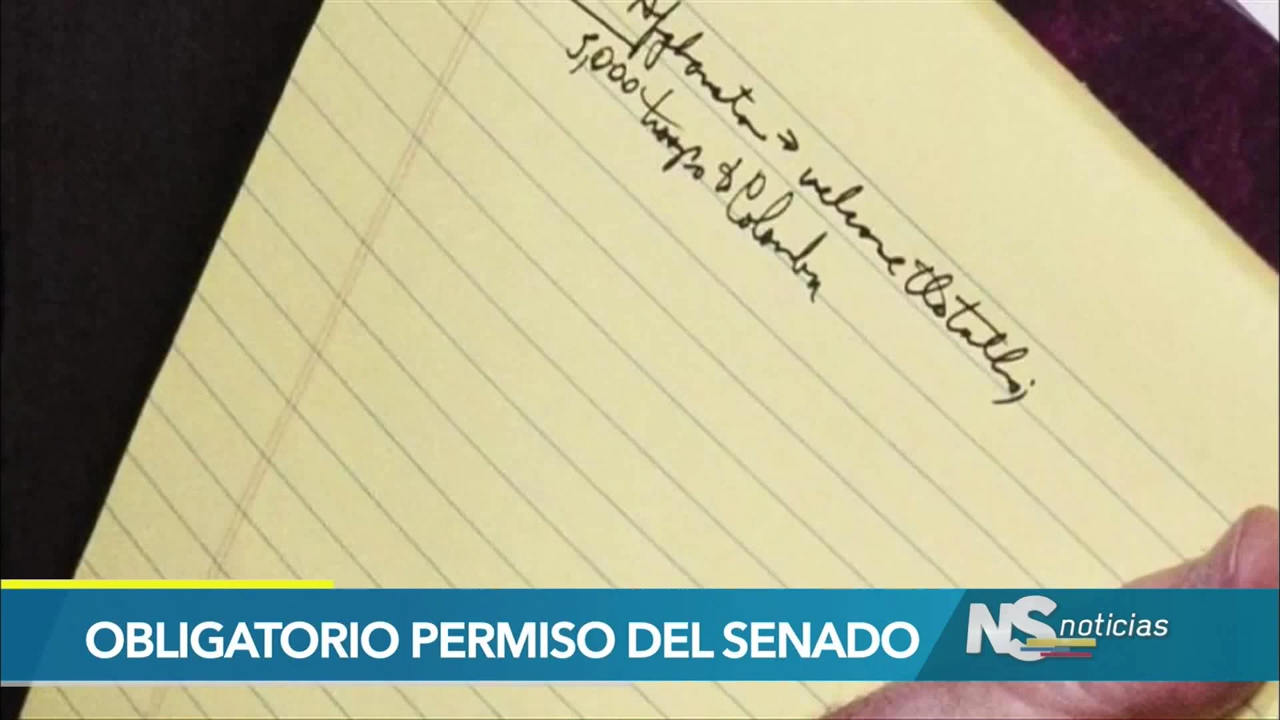 Afghanistan → welcome the talks;
5,000 troops to Colombia
OBLIGATORIO PERMISO DEL SENADO
NS noticias